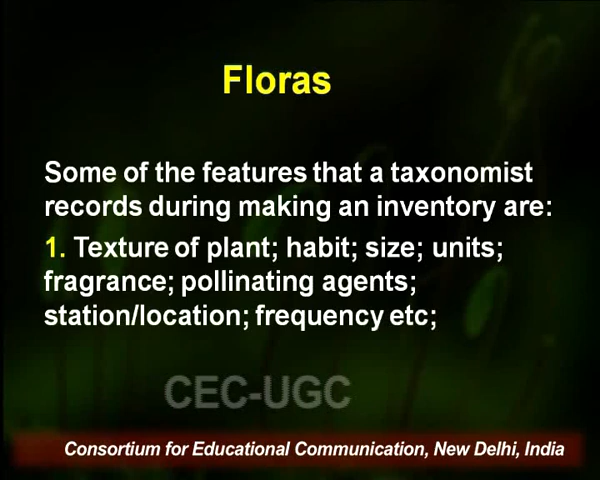 Floras
Some of the features that a taxonomist
records during making an inventory are:
1. Texture of plant; habit; size; units;
fragrance; pollinating agents;
station/location; frequency etc;
CEC-UGC
Consortium for Educational Communication, New Delhi, India